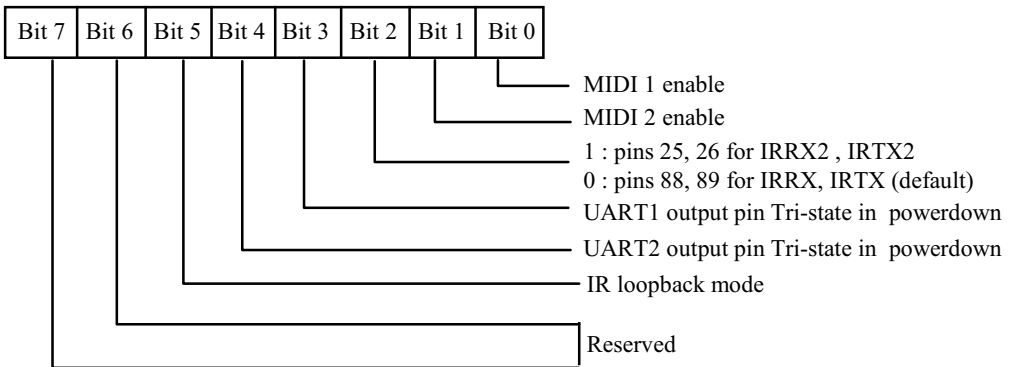 Bit 7 Bit 6 Bit 5 Bit 4 Bit 3 Bit 2 Bit 1 Bit 0
MIDI 1 enable
MIDI 2 enable
1 : pins 25, 26 for IRRX2 , IRTX2
0 : pins 88, 89 for IRRX, IRTX (default)
UART1 output pin Tri-state in powerdown
UART2 output pin Tri-state in powerdown
IR loopback mode
Reserved